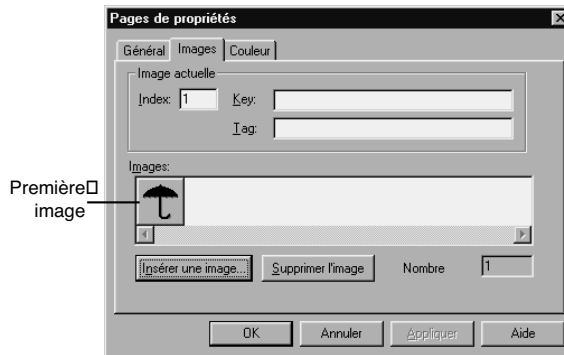 Pages de propriétés
Général Images Couleur
Image actuelle
Index: 1 Key:
Tag:
Images:
Première
image
Insérer une image... Supprimer l'image Nombre 1
OK Annuler Appliquer Aide